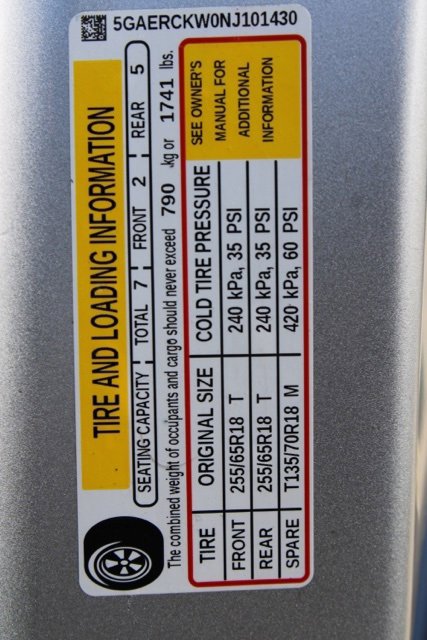 5GAERCKW0NJ101430
TIRE AND LOADING INFORMATION
SEATING CAPACITY TOTAL 7 FRONT 2 REAR 5
The combined weight of occupants and cargo should never exceed 790 kg or 1741 lbs.
TIRE ORIGINAL SIZE COLD TIRE PRESSURE
FRONT 255/65R18 T 240 kPa, 35 PSI
REAR 255/65R18 T 240 kPa, 35 PSI
SPARE T135/70R18 M 420 kPa, 60 PSI
SEE OWNER'S
MANUAL FOR
ADDITIONAL
INFORMATION